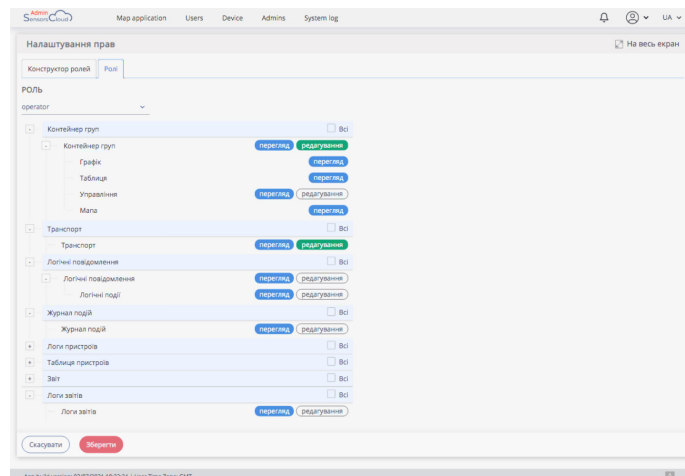 Admin
SensorsCloud
Map application Users Device Admins System log UA
Налаштування прав На весь екран
Конструктор ролей Ролі
РОЛЬ
operator
Контейнер груп Всі
Контейнер груп перегляд редагування
Графік перегляд
Таблиця перегляд
Управління перегляд редагування
Мапа перегляд
Транспорт Всі
Транспорт перегляд редагування
Логічні повідомлення Всі
Логічні повідомлення перегляд редагування
Логічні події перегляд редагування
Журнал подій Всі
Журнал подій перегляд редагування
Логи пристроїв Всі
Таблиця пристроїв Всі
Звіт Всі
Логи звітів Всі
Логи звітів перегляд редагування
Скасувати Зберегти